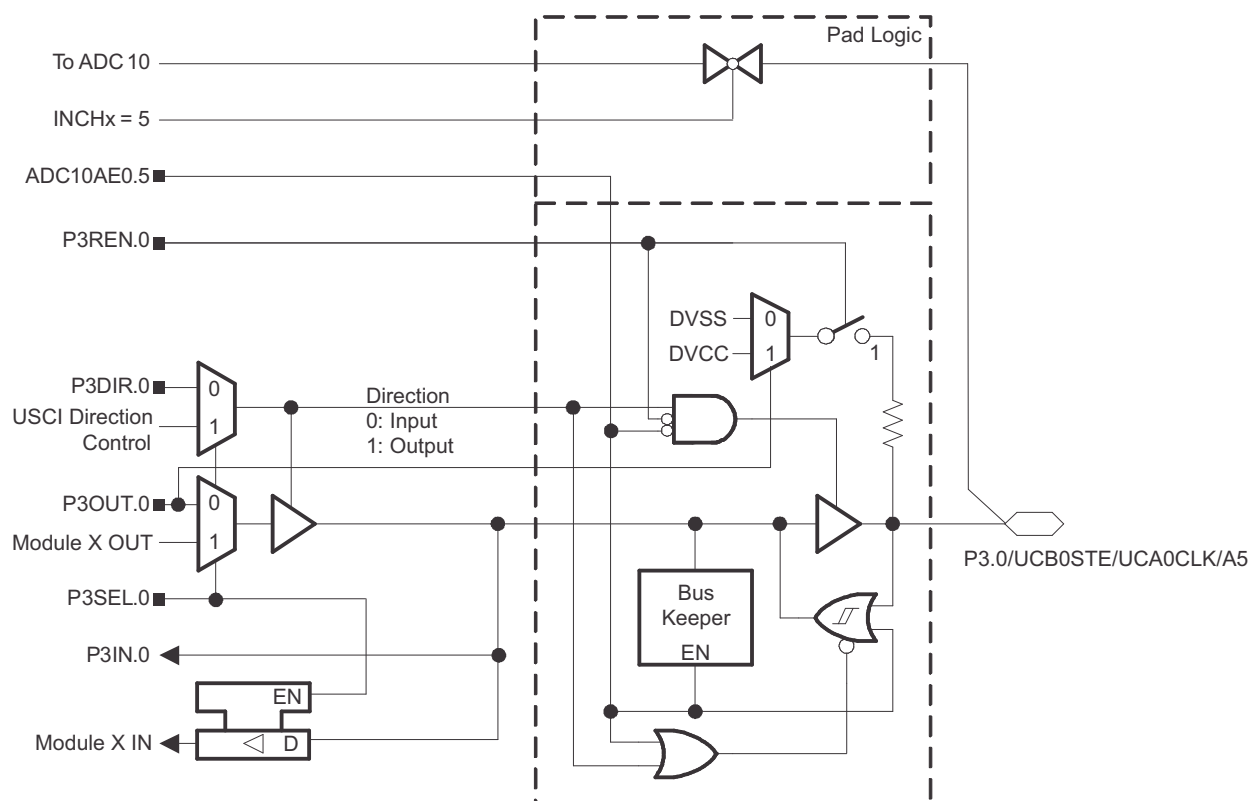 Pad Logic
To ADC 10
INCHx = 5
ADC10AE0.5
P3REN.0
DVSS
0
DVCC
1
1
P3DIR.0
0
USCI Direction
Control
1
Direction
0: Input
1: Output
P3OUT.0
0
Module X OUT
1
P3SEL.0
P3.0/UCB0STE/UCA0CLK/A5
Bus
Keeper
EN
P3IN.0
EN
Module X IN
D